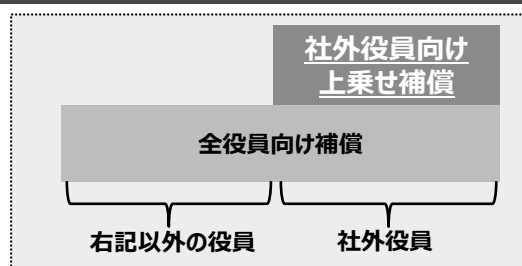 社外役員向け
上乗せ補償
全役員向け補償
右記以外の役員
社外役員